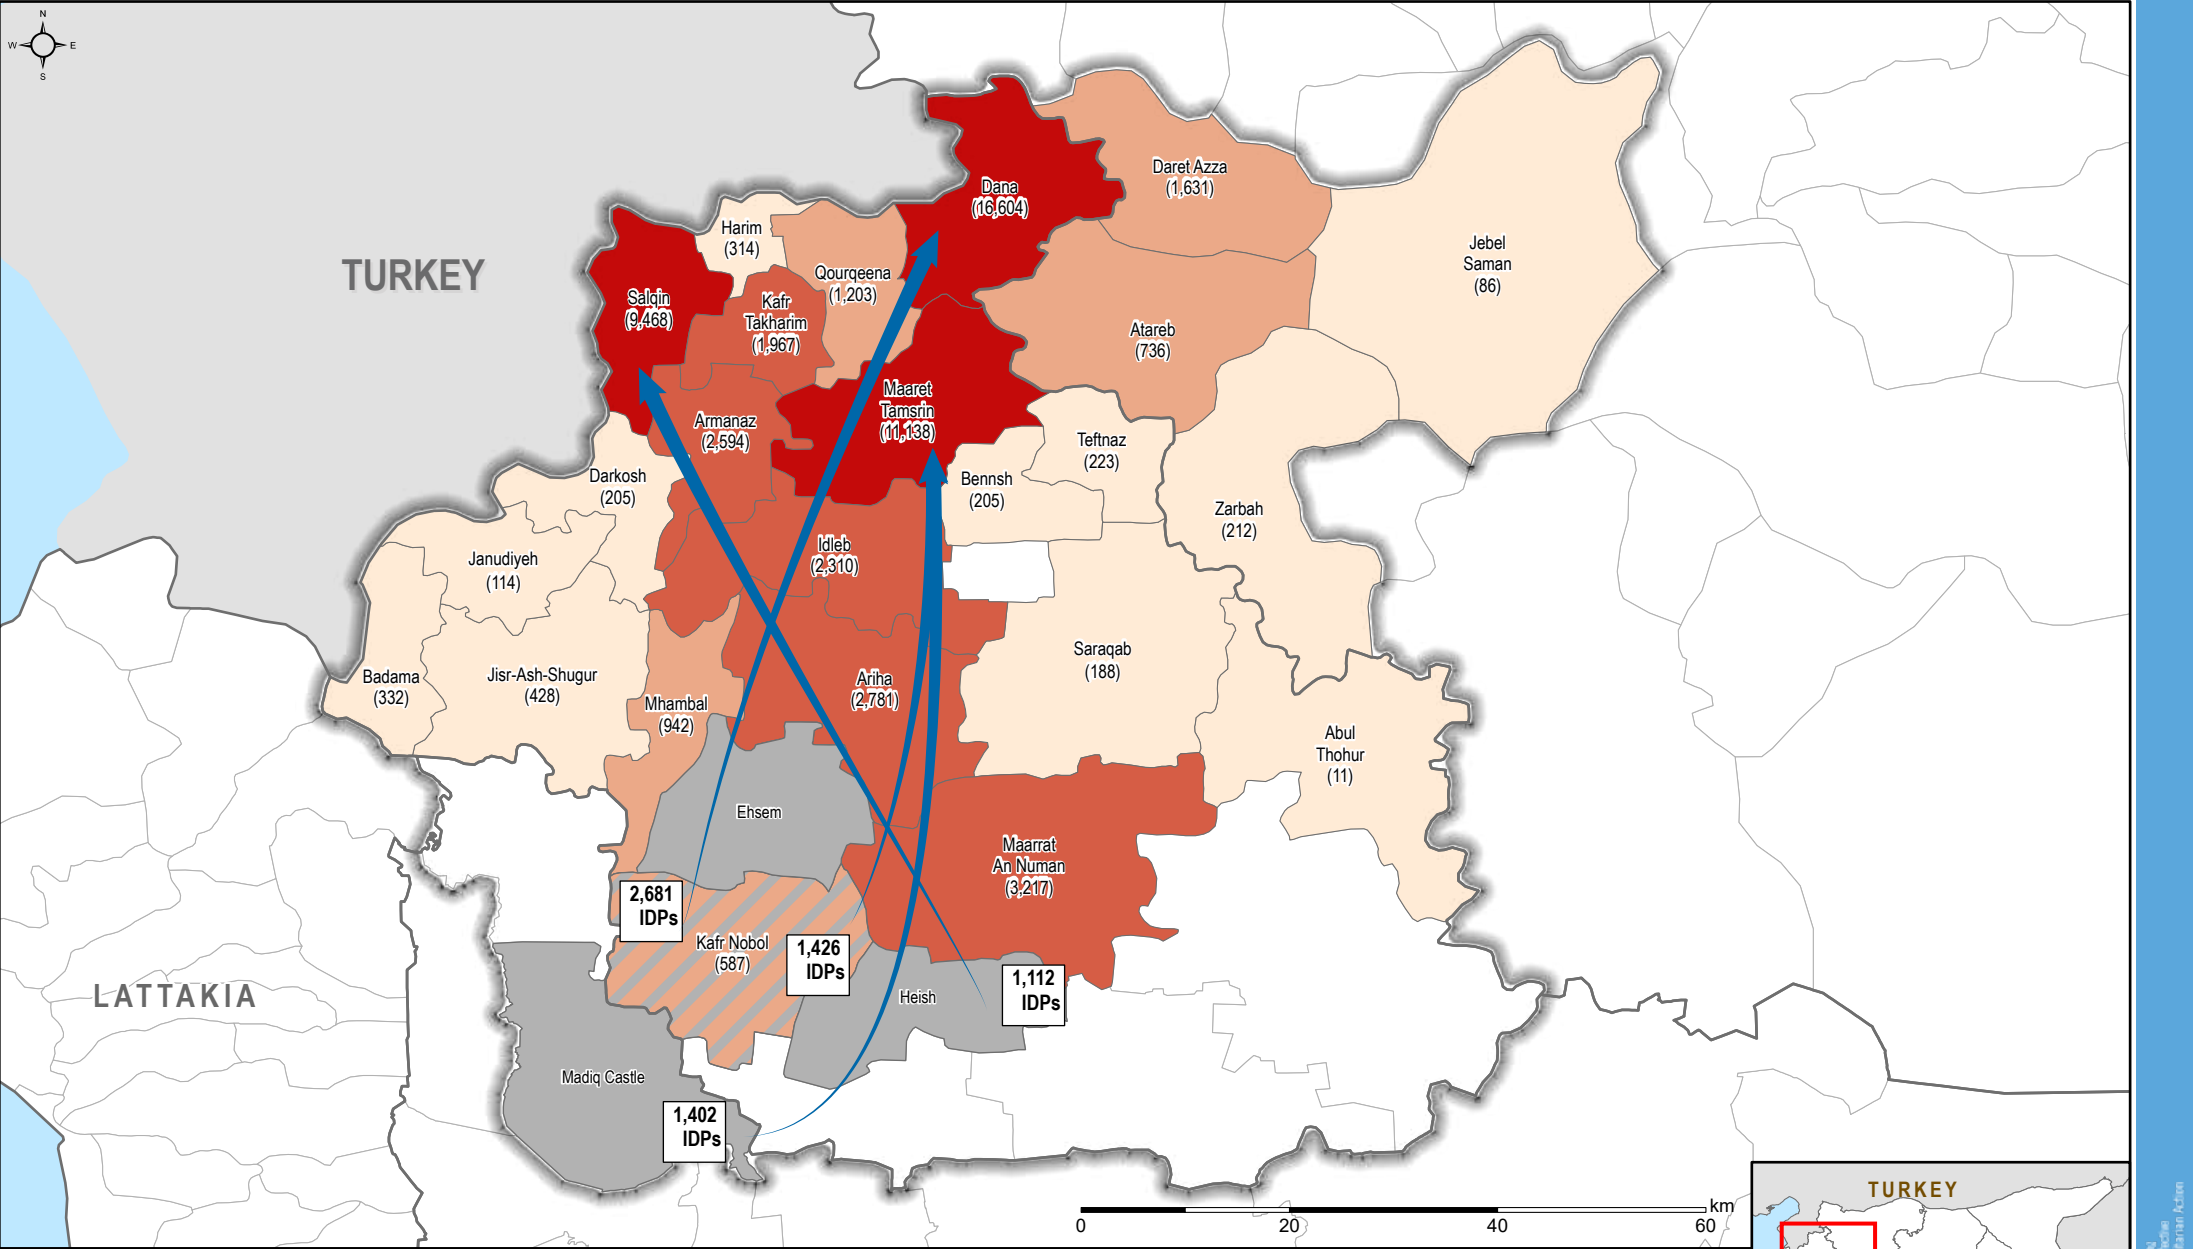 N
W
E
S
TURKEY
Dana
(16,604)
Daret Azza
(1,631)
Harim
(314)
Qourqeena
(1,203)
Jebel
Saman
(86)
Salqin
(9,468)
Kafr
Takharim
(1,967)
Atareb
(736)
Maaret
Tamsrin
(11,138)
Armanaz
(2,594)
Teftnaz
(223)
Darkosh
(205)
Bennsh
(205)
Zarbah
(212)
Janudiyeh
(114)
Idleb
(2,310)
Badama
(332)
Jisr-Ash-Shugur
(428)
Mhambal
(942)
Ariha
(2,781)
Saraqab
(188)
Abul
Thohur
(11)
Ehsem
Maarrat
An Numan
(3,217)
2,681
IDPs
Kafr Nobol
(587)
1,426
IDPs
Heish
1,112
IDPs
LATTAKIA
Madiq Castle
1,402
IDPs
km
0
20
40
60
TURKEY